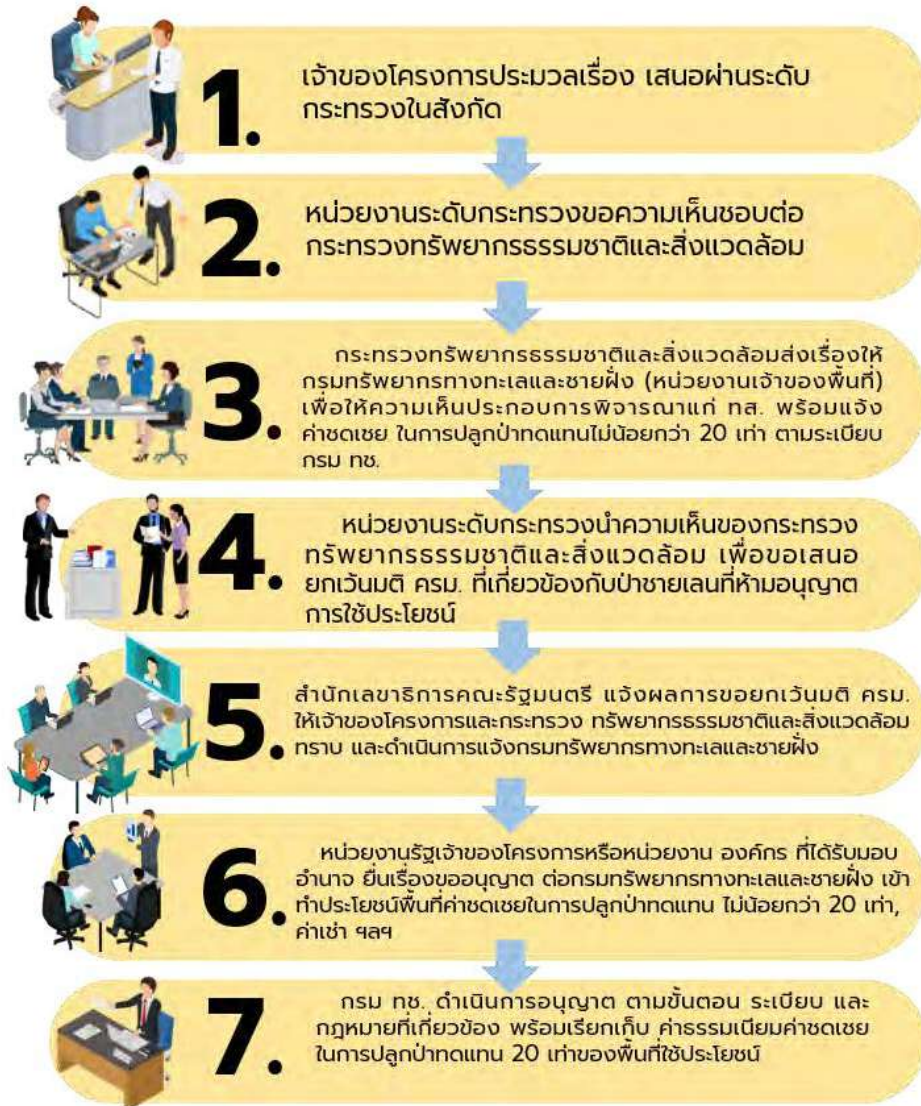 1.
เจ้าของโครงการประมวลเรื่อง เสนอผ่านระดับ
กระทรวงในสังกัด
2.
หน่วยงานระดับกระทรวงขอความเห็นชอบต่อ
กระทรวงทรัพยากรธรรมชาติและสิ่งแวดล้อม
3.
กระทรวงทรัพยากรธรรมชาติและสิ่งแวดล้อมส่งเรื่องให้
กรมทรัพยากรทางทะเลและชายฝั่ง (หน่วยงานเจ้าของพื้นที่)
เพื่อให้ความเห็นประกอบการพิจารณาแก่ ทส. พร้อมแจ้ง
ค่าชดเชย ในการปลูกป่าทดแทนไม่น้อยกว่า 20 เท่า ตามระเบียบ
กรม ทช.
4.
หน่วยงานระดับกระทรวงนำความเห็นของกระทรวง
ทรัพยากรธรรมชาติและสิ่งแวดล้อม เพื่อขอเสนอ
ยกเว้นมติ ครม. ที่เกี่ยวข้องกับป่าชายเลนที่ห้ามอนุญาต
การใช้ประโยชน์
5.
สำนักเลขาธิการคณะรัฐมนตรี แจ้งผลการขอยกเว้นมติ ครม.
ให้เจ้าของโครงการและกระทรวง ทรัพยากรธรรมชาติและสิ่งแวดล้อม
ทราบ และดำเนินการแจ้งกรมทรัพยากรทางทะเลและชายฝั่ง
6.
หน่วยงานรัฐเจ้าของโครงการหรือหน่วยงาน องค์กร ที่ได้รับมอบ
อำนาจ ยื่นเรื่องขออนุญาต ต่อกรมทรัพยากรทางทะเลและชายฝั่ง เข้า
ทำประโยชน์พื้นที่ค่าชดเชยในการปลูกป่าทดแทน ไม่น้อยกว่า 20 เท่า,
ค่าเช่า ฯลฯ
7.
กรม ทช. ดำเนินการอนุญาต ตามขั้นตอน ระเบียบ และ
กฎหมายที่เกี่ยวข้อง พร้อมเรียกเก็บ ค่าธรรมเนียมค่าชดเชย
ในการปลูกป่าทดแทน 20 เท่าของพื้นที่ใช้ประโยชน์